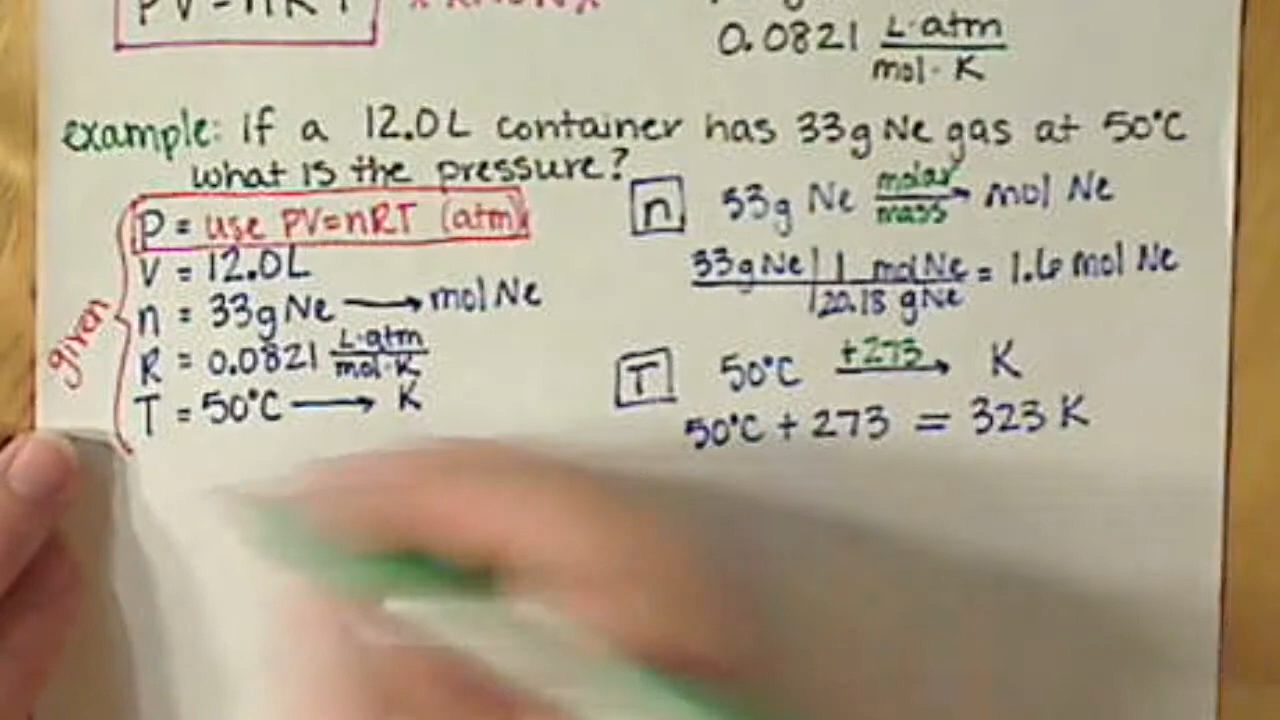 PV = nRT
0.0821 L·atm / mol·K
example: if a 12.0L container has 33g Ne gas at 50°C
what is the pressure?
given
P = use PV=nRT (atm)
V = 12.0L
n = 33g Ne → mol Ne
R = 0.0821 L·atm / mol·K
T = 50°C → K
n 33g Ne molar mass → mol Ne
33g Ne | 1 mol Ne / 20.18 g Ne = 1.6 mol Ne
T 50°C +273 → K
50°C + 273 = 323 K